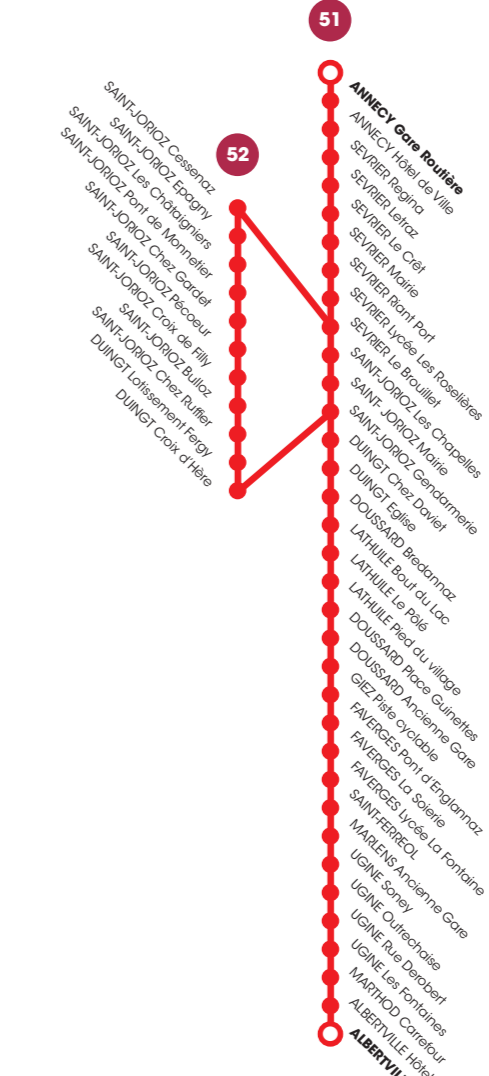 51
52
SAINT-JORIOZ Cessenaz
SAINT-JORIOZ Epagny
SAINT-JORIOZ Les Châtaigniers
SAINT-JORIOZ Pont de Monnetier
SAINT-JORIOZ Chez Gardet
SAINT-JORIOZ Pécoeur
SAINT-JORIOZ Croix de Filly
SAINT-JORIOZ Bulloz
SAINT-JORIOZ Chez Ruffier
DUINGT Lotissement Fergy
DUINGT Croix d'Hère
ANNECY Gare Routière
ANNECY Hôtel de Ville
SEVRIER Regina
SEVRIER Letraz
SEVRIER Le Crêt
SEVRIER Mairie
SEVRIER Riant Port
SEVRIER Lycée Les Roselières
SEVRIER Le Brouillet
SAINT-JORIOZ Les Chapelles
SAINT- JORIOZ Mairie
SAINT-JORIOZ Gendarmerie
DUINGT Chez Daviet
DUINGT Eglise
DOUSSARD Bredannaz
LATHUILE Bout du Lac
LATHUILE Le Pôlé
LATHUILE Pied du village
DOUSSARD Place Guinettes
DOUSSARD Ancienne Gare
GIEZ Piste cyclable
FAVERGES Pont d'Englannaz
FAVERGES La Soierie
FAVERGES Lycée La Fontaine
SAINT-FERREOL
MARLENS Ancienne Gare
UGINE Soney
UGINE Outrechaise
UGINE Rue Derobert
UGINE Les Fontaines
MARTHOD Carrefour
ALBERTVILLE Hôtel